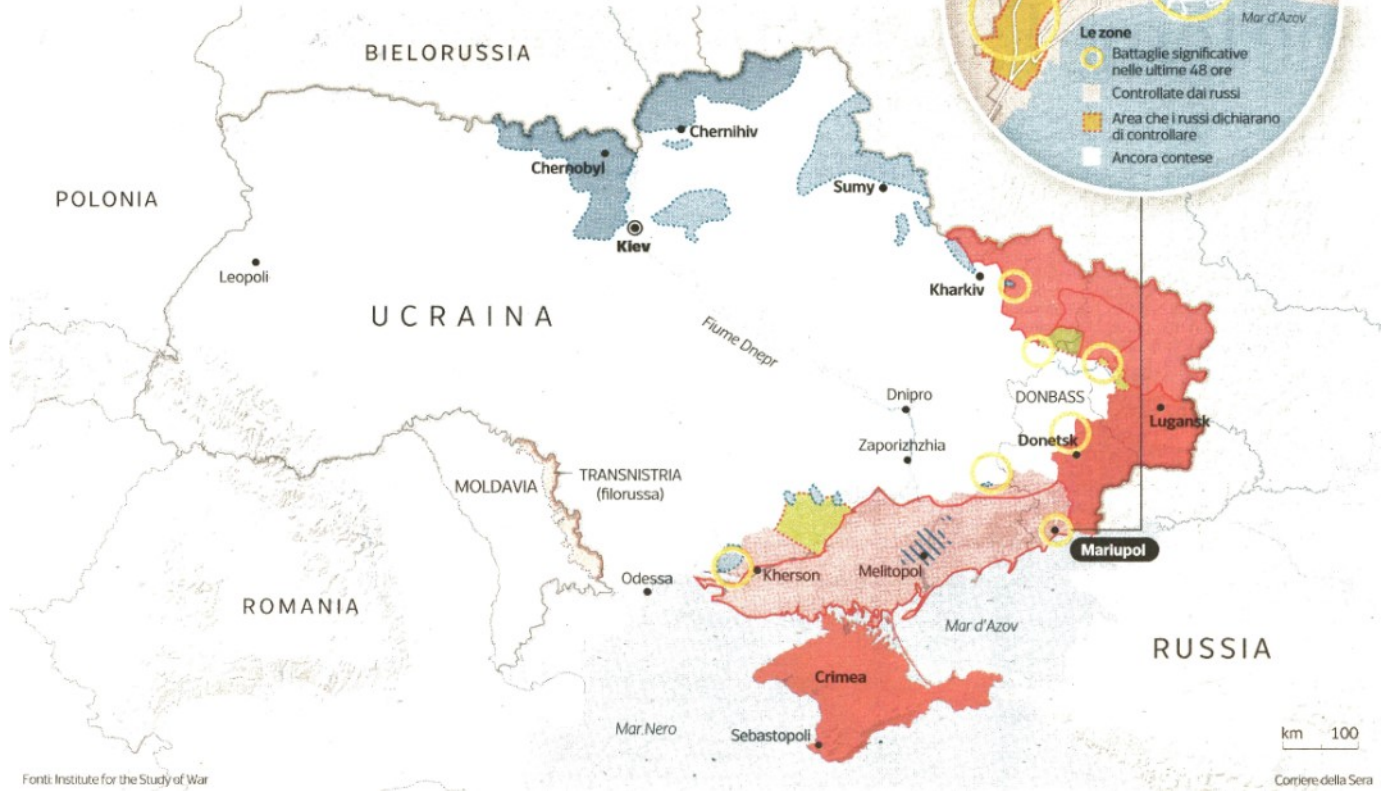 Mar d'Azov
Le zone
Battaglie significative
nelle ultime 48 ore
Controllate dai russi
Area che i russi dichiarano
di controllare
Ancora contese
BIELORUSSIA
Chernihiv
Chernobyl
Sumy
POLONIA
Kiev
Leopoli
Kharkiv
UCRAINA
Fiume Dnepr
Dnipro
DONBASS
Lugansk
Donetsk
Zaporizhzhia
MOLDAVIA
TRANSNISTRIA
(filorussa)
Mariupol
Odessa
Kherson
Melitopol
ROMANIA
Mar d'Azov
RUSSIA
Crimea
Mar Nero
Sebastopoli
km 100
Fonti: Institute for the Study of War
Corriere della Sera